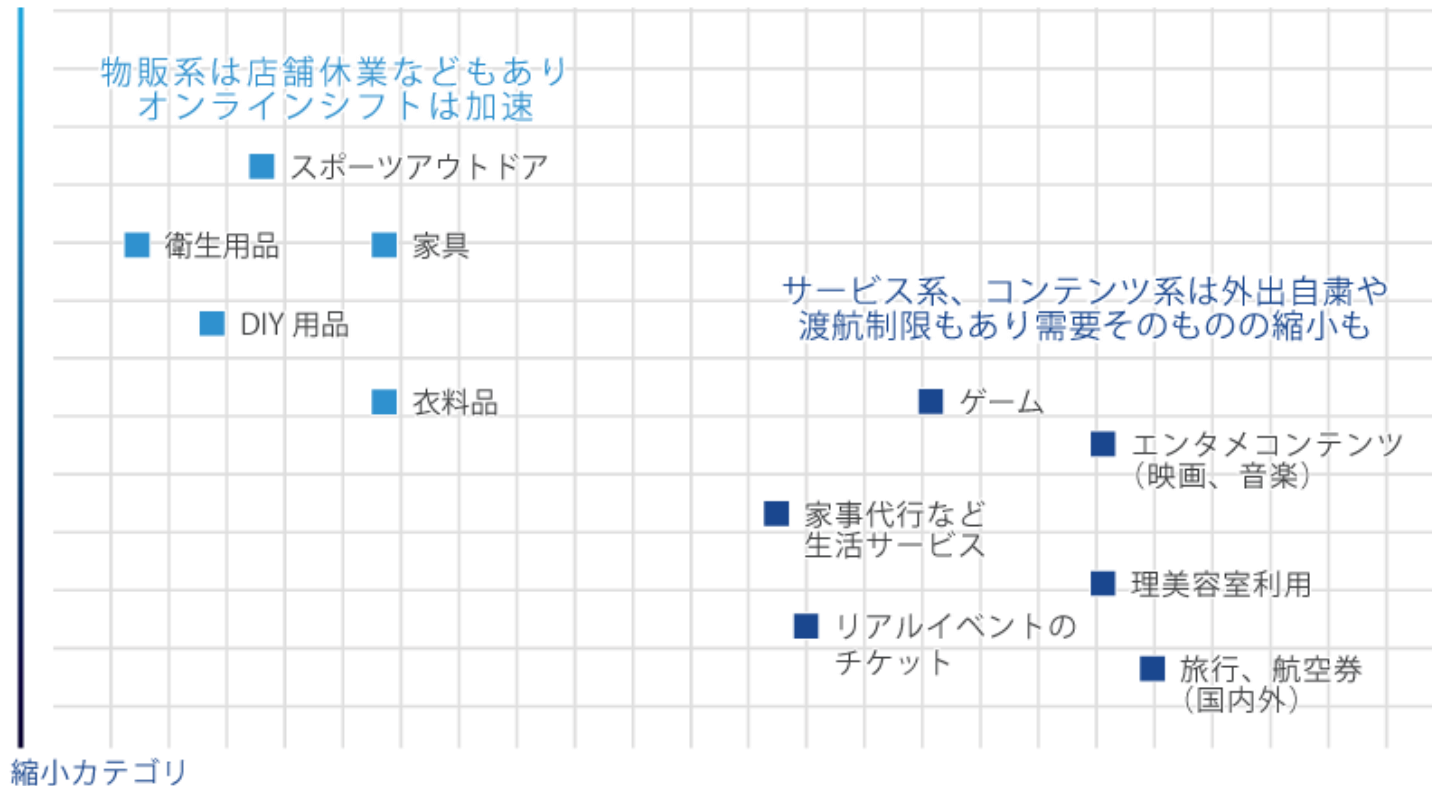 物販系は店舗休業などもあり
オンラインシフトは加速
スポーツアウトドア
衛生用品
家具
DIY 用品
衣料品
サービス系、コンテンツ系は外出自粛や
渡航制限もあり需要そのものの縮小も
ゲーム
エンタメコンテンツ
（映画、音楽）
家事代行など
生活サービス
理美容室利用
リアルイベントの
チケット
旅行、航空券
（国内外）
縮小カテゴリ